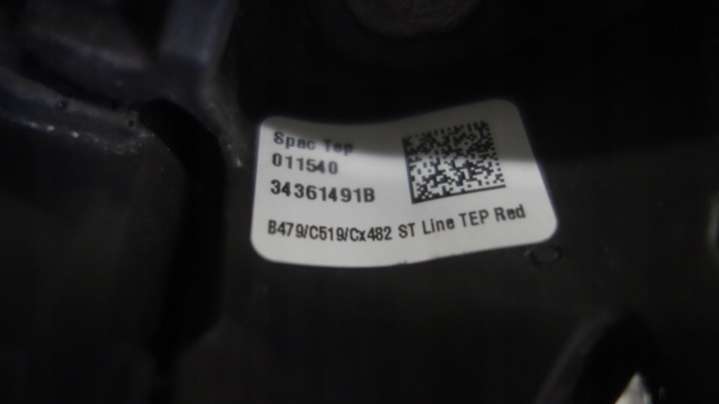 Spac Tep
011540
34361491B
B479/C519/Cx482 ST Line TEP Red